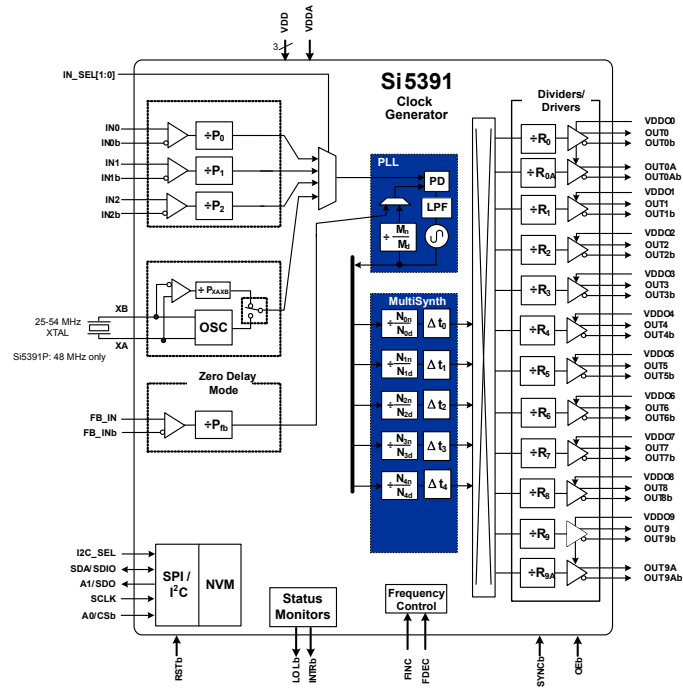 VDD
VDDA
3
IN_SEL[1:0]
Si5391
Clock
Generator
Dividers/
Drivers
IN0
IN0b
÷P0
IN1
IN1b
÷P1
IN2
IN2b
÷P2
PLL
PD
LPF
÷ Mn
Md
XB
25-54 MHz
XTAL
XA
Si5391P: 48 MHz only
÷ PXAXB
OSC
Zero Delay
Mode
FB_IN
FB_INb
÷Pfb
MultiSynth
÷ N0n
N0d
Δ t0
÷ N1n
N1d
Δ t1
÷ N2n
N2d
Δ t2
÷ N3n
N3d
Δ t3
÷ N4n
N4d
Δ t4
÷R0
VDDO0
OUT0
OUT0b
÷R0A
OUT0A
OUT0Ab
÷R1
VDDO1
OUT1
OUT1b
÷R2
VDDO2
OUT2
OUT2b
÷R3
VDDO3
OUT3
OUT3b
÷R4
VDDO4
OUT4
OUT4b
÷R5
VDDO5
OUT5
OUT5b
÷R6
VDDO6
OUT6
OUT6b
÷R7
VDDO7
OUT7
OUT7b
÷R8
VDDO8
OUT8
OUT8b
÷R9
VDDO9
OUT9
OUT9b
÷R9A
OUT9A
OUT9Ab
I2C_SEL
SDA/SDIO
A1/SDO
SCLK
A0/CSb
SPI /
I2C
NVM
RSTb
Status
Monitors
LOLb
INTRb
Frequency
Control
FINC
FDEC
SYNCb
OEb